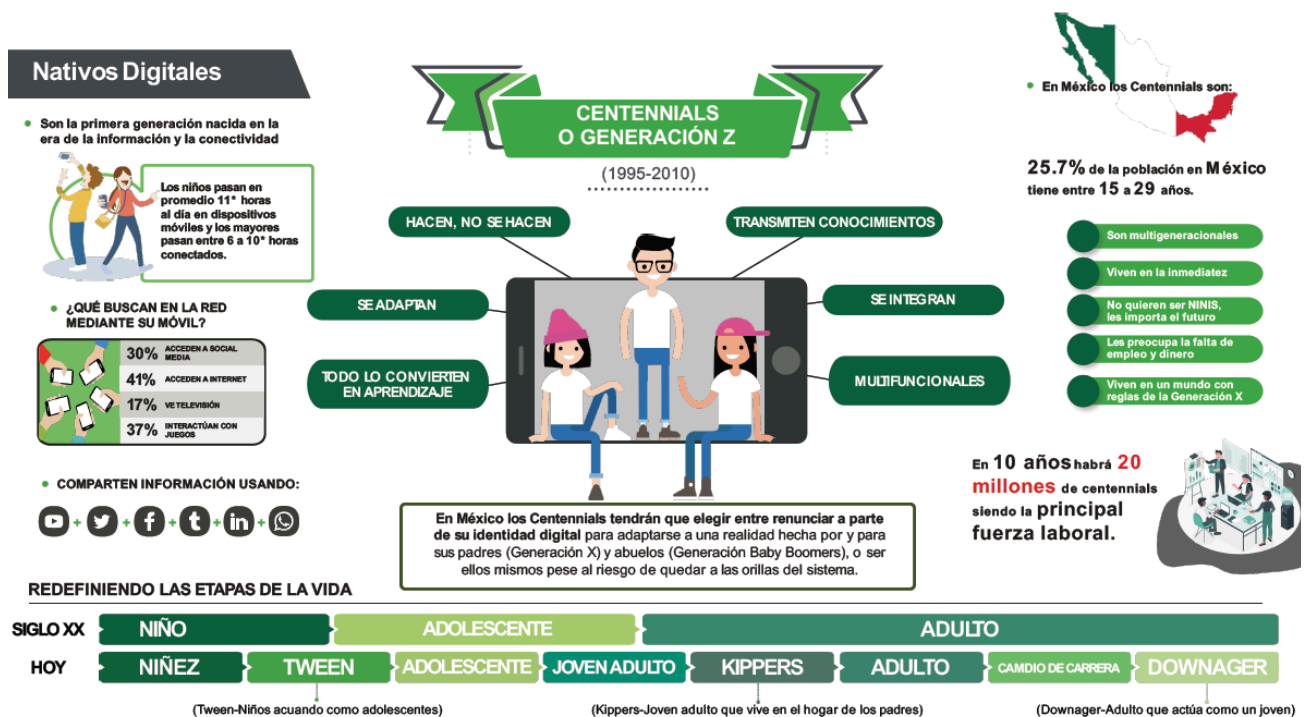 Nativos Digitales
Son la primera generación nacida en la
era de la información y la conectividad
Los niños pasan en
promedio 11* horas
al día en dispositivos
móviles y los mayores
pasan entre 6 a 10* horas
conectados.
¿QUÉ BUSCAN EN LA RED
MEDIANTE SU MÓVIL?
30% ACCEDEN A SOCIAL
MEDIA
41% ACCEDEN A INTERNET
17% VE TELEVISIÓN
37% INTERACTÚAN CON
JUEGOS
COMPARTEN INFORMACIÓN USANDO:
+ + + + +
CENTENNIALS
O GENERACIÓN Z
(1995-2010)
HACEN, NO SE HACEN
TRANSMITEN CONOCIMIENTOS
SE ADAPTAN
SE INTEGRAN
TODO LO CONVIERTEN
EN APRENDIZAJE
MULTIFUNCIONALES
En México los Centennials tendrán que elegir entre renunciar a parte
de su identidad digital para adaptarse a una realidad hecha por y para
sus padres (Generación X) y abuelos (Generación Baby Boomers), o ser
ellos mismos pese al riesgo de quedar a las orillas del sistema.
En México los Centennials son:
25.7% de la población en México
tiene entre 15 a 29 años.
Son multigeneracionales
Viven en la inmediatez
No quieren ser NINIS,
les importa el futuro
Les preocupa la falta de
empleo y dinero
Viven en un mundo con
reglas de la Generación X
En 10 años habrá 20
millones de centennials
siendo la principal
fuerza laboral.
REDEFINIENDO LAS ETAPAS DE LA VIDA
SIGLO XX NIÑO ADOLESCENTE ADULTO
HOY NIÑEZ TWEEN ADOLESCENTE JOVEN ADULTO KIPPERS ADULTO CAMDIO DE CARRERA DOWNAGER
(Tween-Niños acuando como adolescentes) (Kippers-Joven adulto que vive en el hogar de los padres) (Downager-Adulto que actúa como un joven)